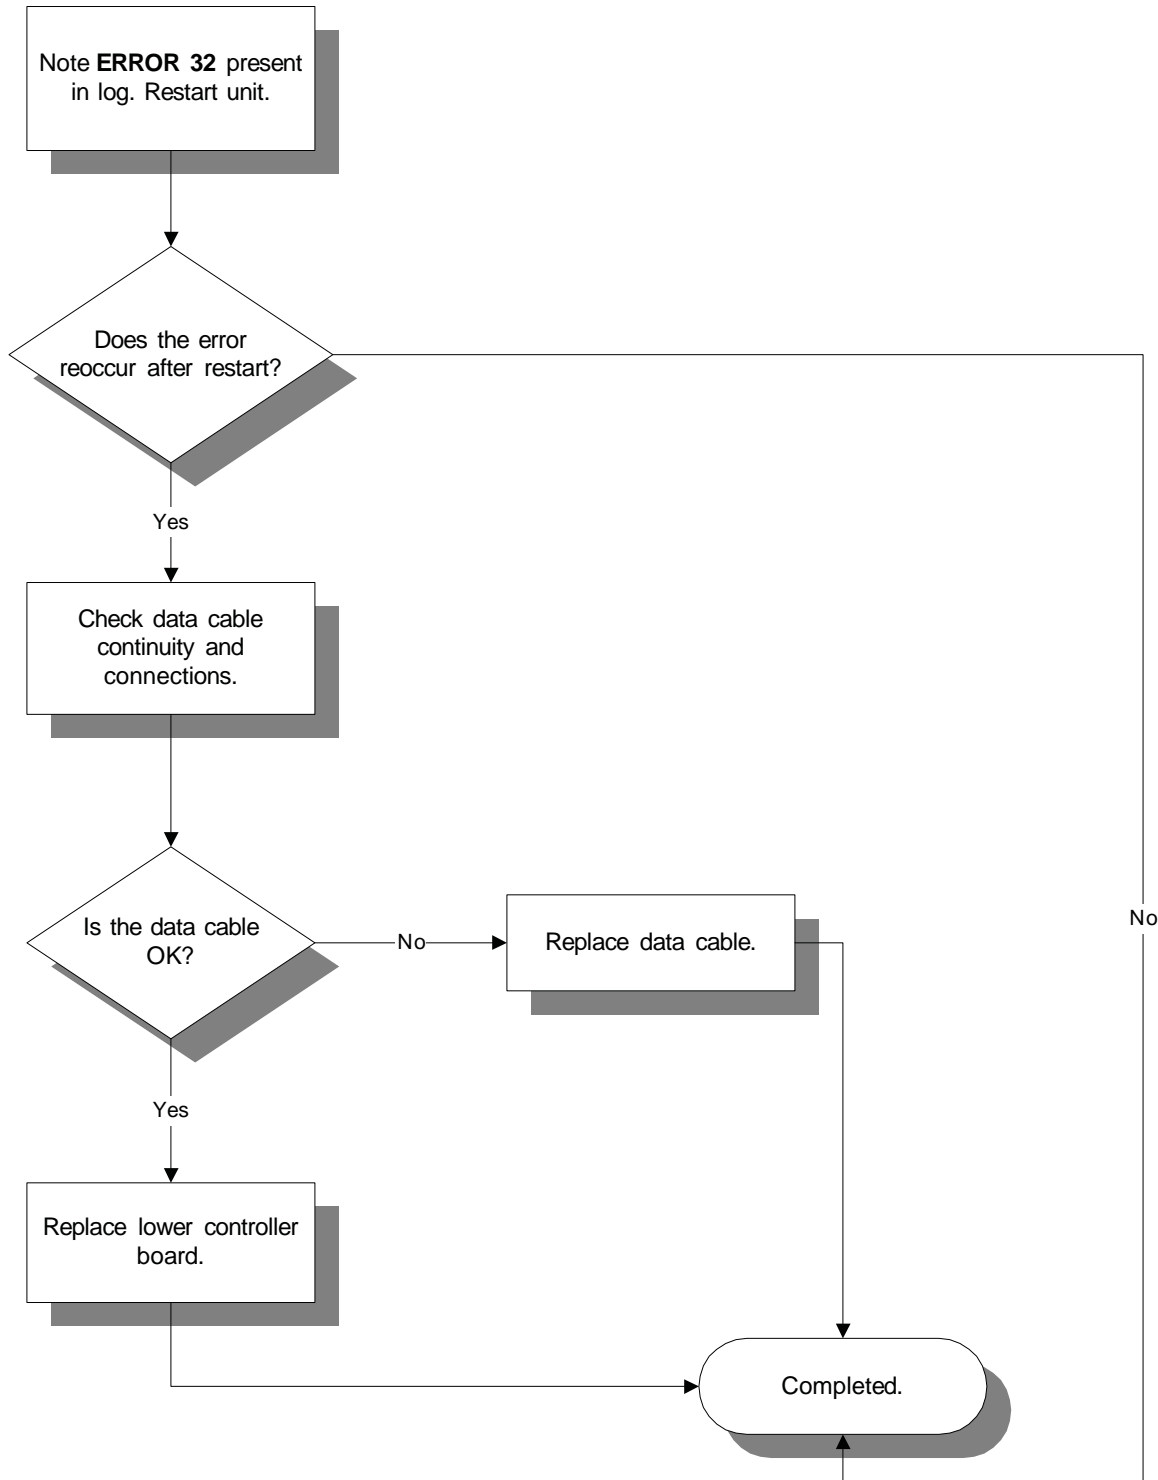 Note ERROR 32 present
in log. Restart unit.
Does the error
reoccur after restart?
Yes
Check data cable
continuity and
connections.
Is the data cable
OK?
No
Replace data cable.
No
Yes
Replace lower controller
board.
Completed.